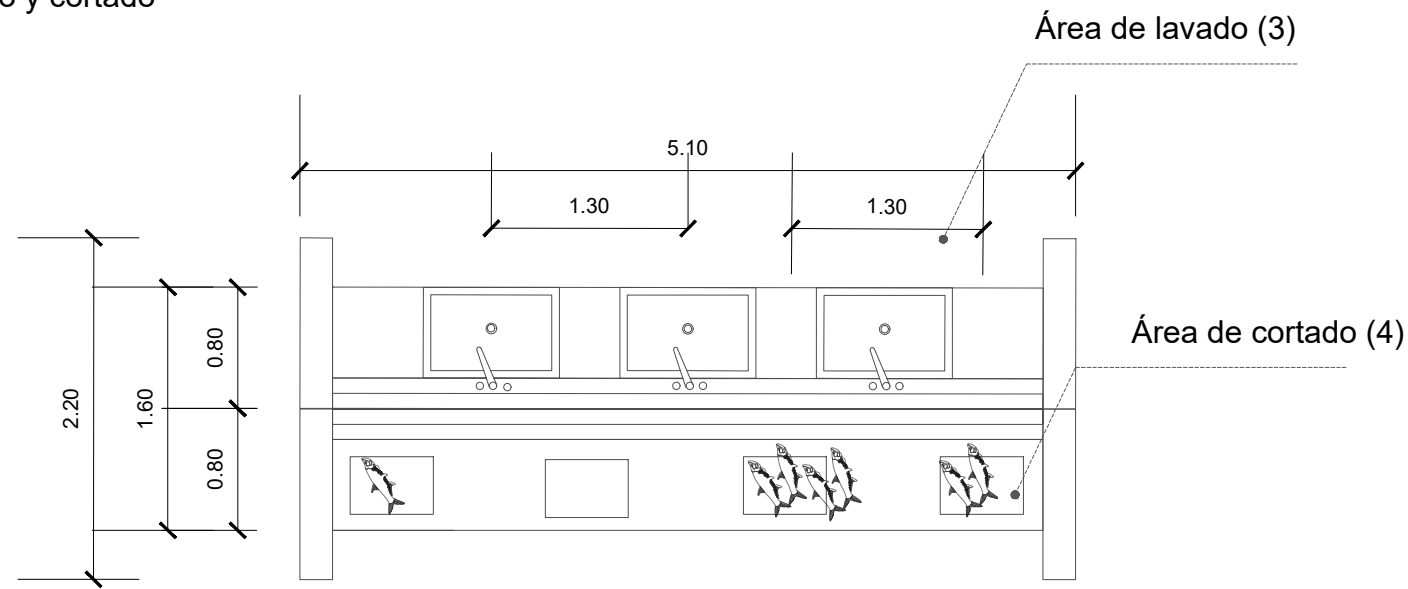 o y cortado
Área de lavado (3)
5.10
1.30
1.30
Área de cortado (4)
0.80
2.20
1.60
0.80